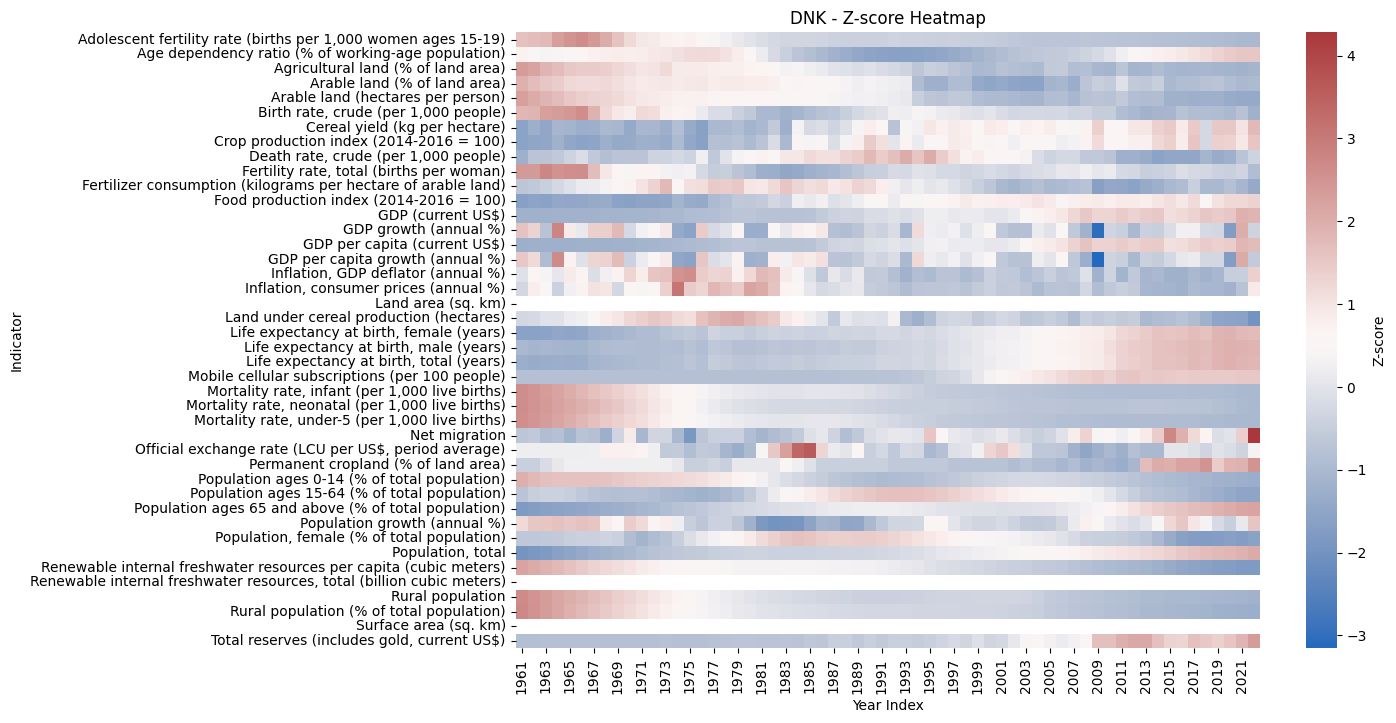 DNK - Z-score Heatmap
Adolescent fertility rate (births per 1,000 women ages 15-19)
Age dependency ratio (% of working-age population)
Agricultural land (% of land area)
Arable land (% of land area)
Arable land (hectares per person)
Birth rate, crude (per 1,000 people)
Cereal yield (kg per hectare)
Crop production index (2014-2016 = 100)
Death rate, crude (per 1,000 people)
Fertility rate, total (births per woman)
Fertilizer consumption (kilograms per hectare of arable land)
Food production index (2014-2016 = 100)
GDP (current US$)
GDP growth (annual %)
GDP per capita (current US$)
GDP per capita growth (annual %)
Inflation, GDP deflator (annual %)
Inflation, consumer prices (annual %)
Land area (sq. km)
Land under cereal production (hectares)
Life expectancy at birth, female (years)
Life expectancy at birth, male (years)
Life expectancy at birth, total (years)
Mobile cellular subscriptions (per 100 people)
Mortality rate, infant (per 1,000 live births)
Mortality rate, neonatal (per 1,000 live births)
Mortality rate, under-5 (per 1,000 live births)
Net migration
Official exchange rate (LCU per US$, period average)
Permanent cropland (% of land area)
Population ages 0-14 (% of total population)
Population ages 15-64 (% of total population)
Population ages 65 and above (% of total population)
Population growth (annual %)
Population, female (% of total population)
Population, total
Renewable internal freshwater resources per capita (cubic meters)
Renewable internal freshwater resources, total (billion cubic meters)
Rural population
Rural population (% of total population)
Surface area (sq. km)
Total reserves (includes gold, current US$)
Indicator
1961 1963 1965 1967 1969 1971 1973 1975 1977 1979 1981 1983 1985 1987 1989 1991 1993 1995 1997 1999 2001 2003 2005 2007 2009 2011 2013 2015 2017 2019 2021
Year Index
4
3
2
1
0
−1
−2
−3
Z-score